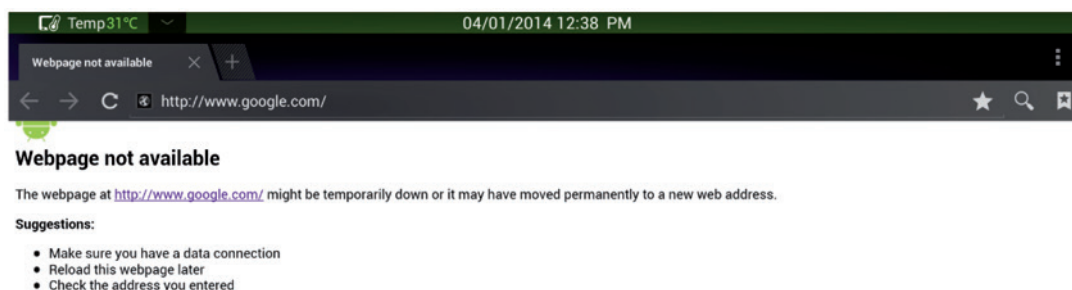 Temp31°C 04/01/2014 12:38 PM
Webpage not available
http://www.google.com/
Webpage not available
The webpage at http://www.google.com/ might be temporarily down or it may have moved permanently to a new web address.
Suggestions:
• Make sure you have a data connection
• Reload this webpage later
• Check the address you entered